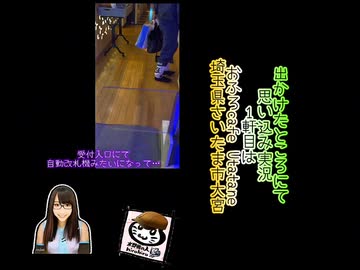 出かけたところにて
思い込み実況
1軒目は
おふろcafe Utatane
埼玉県さいたま市大宮
受付入口にて
自動改札機みたいになって…